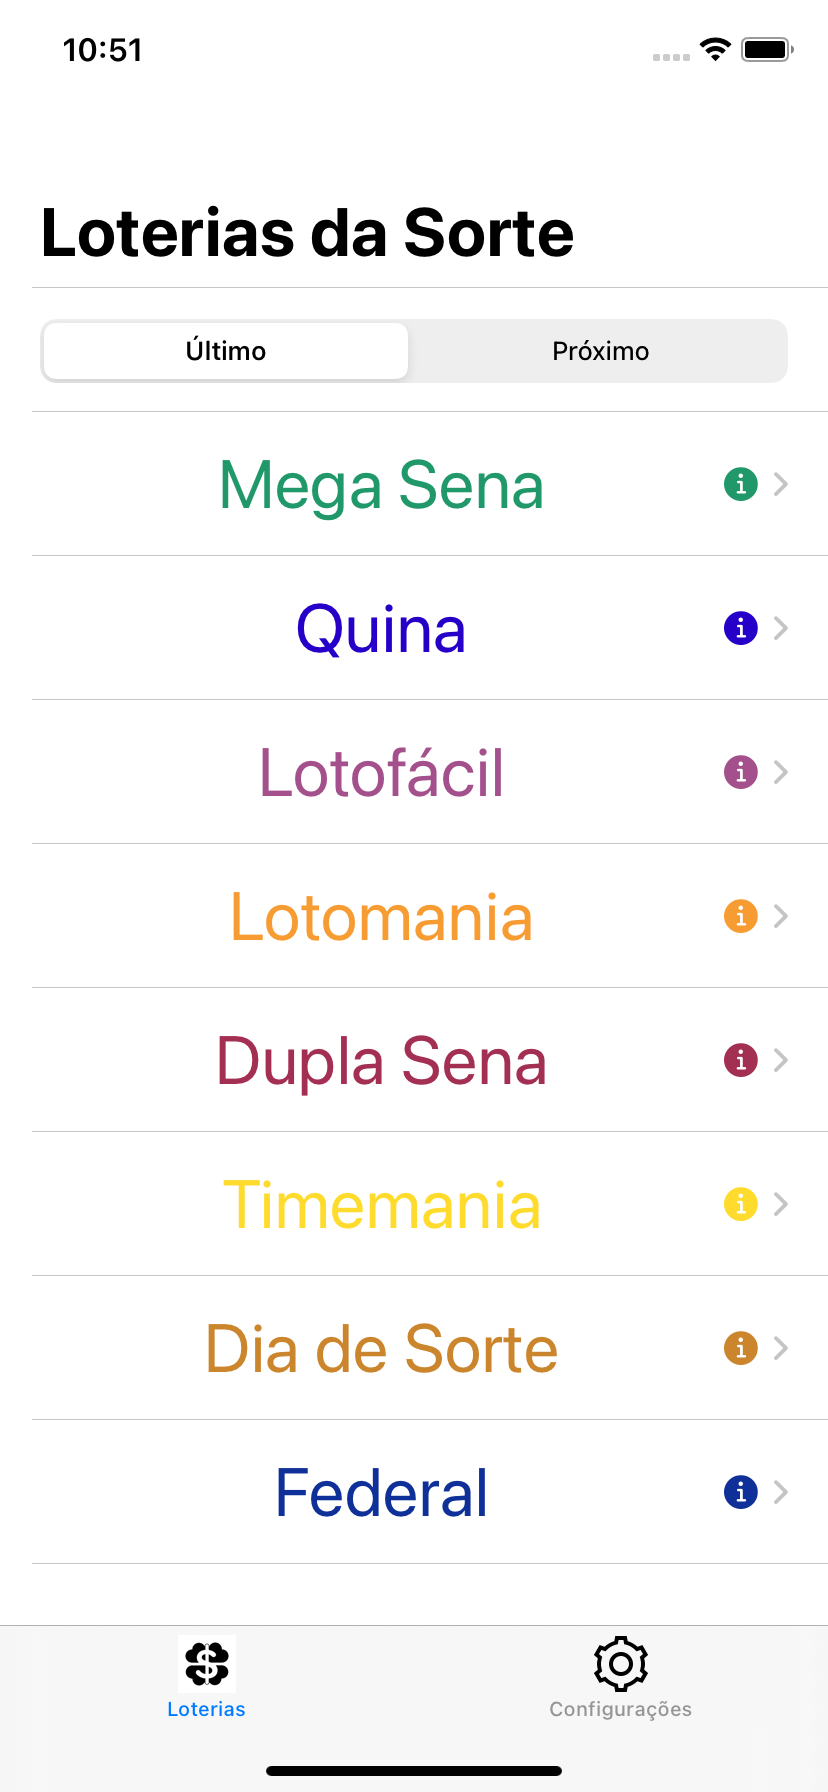 10:51
Loterias da Sorte
Último
Próximo
Mega Sena
Quina
Lotofácil
Lotomania
Dupla Sena
Timemania
Dia de Sorte
Federal
Loterias
Configurações